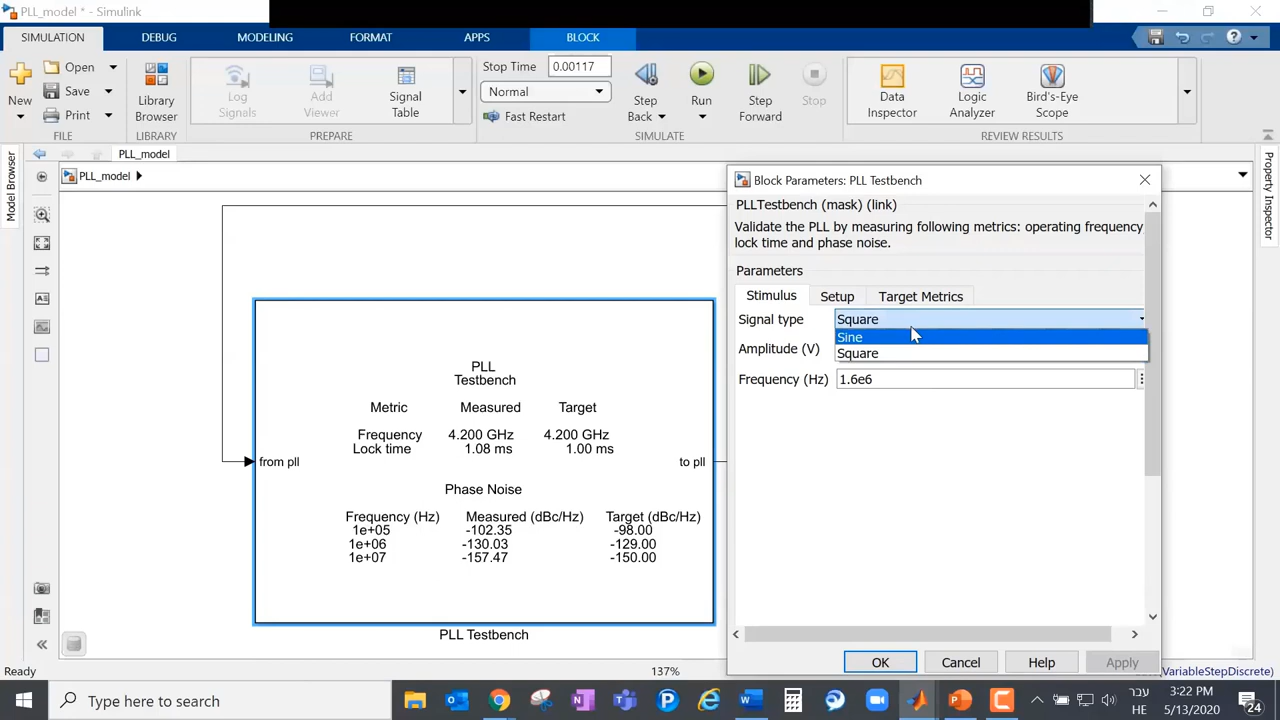 PLL_model * - Simulink
SIMULATION DEBUG MODELING FORMAT APPS BLOCK
New
Open
Save
Print
FILE
Library Browser
LIBRARY
Log Signals
Add Viewer
Signal Table
PREPARE
Stop Time 0.00117
Normal
Fast Restart
Step Back
Run
Step Forward
Stop
SIMULATE
Data Inspector
Logic Analyzer
Bird's-Eye Scope
REVIEW RESULTS
PLL_model
PLL_model
Model Browser
Property Inspector
PLL
Testbench
Metric Measured Target
Frequency 4.200 GHz 4.200 GHz
Lock time 1.08 ms 1.00 ms
from pll
to pll
Phase Noise
Frequency (Hz) Measured (dBc/Hz) Target (dBc/Hz)
1e+05 -102.35 -98.00
1e+06 -130.03 -129.00
1e+07 -157.47 -150.00
PLL Testbench
Block Parameters: PLL Testbench
PLLTestbench (mask) (link)
Validate the PLL by measuring following metrics: operating frequency,
lock time and phase noise.
Parameters
Stimulus Setup Target Metrics
Signal type Square
Sine
Square
Amplitude (V)
Frequency (Hz) 1.6e6
OK Cancel Help Apply
Ready
137%
(VariableStepDiscrete)
Type here to search
עבר
HE
3:22 PM
5/13/2020
24